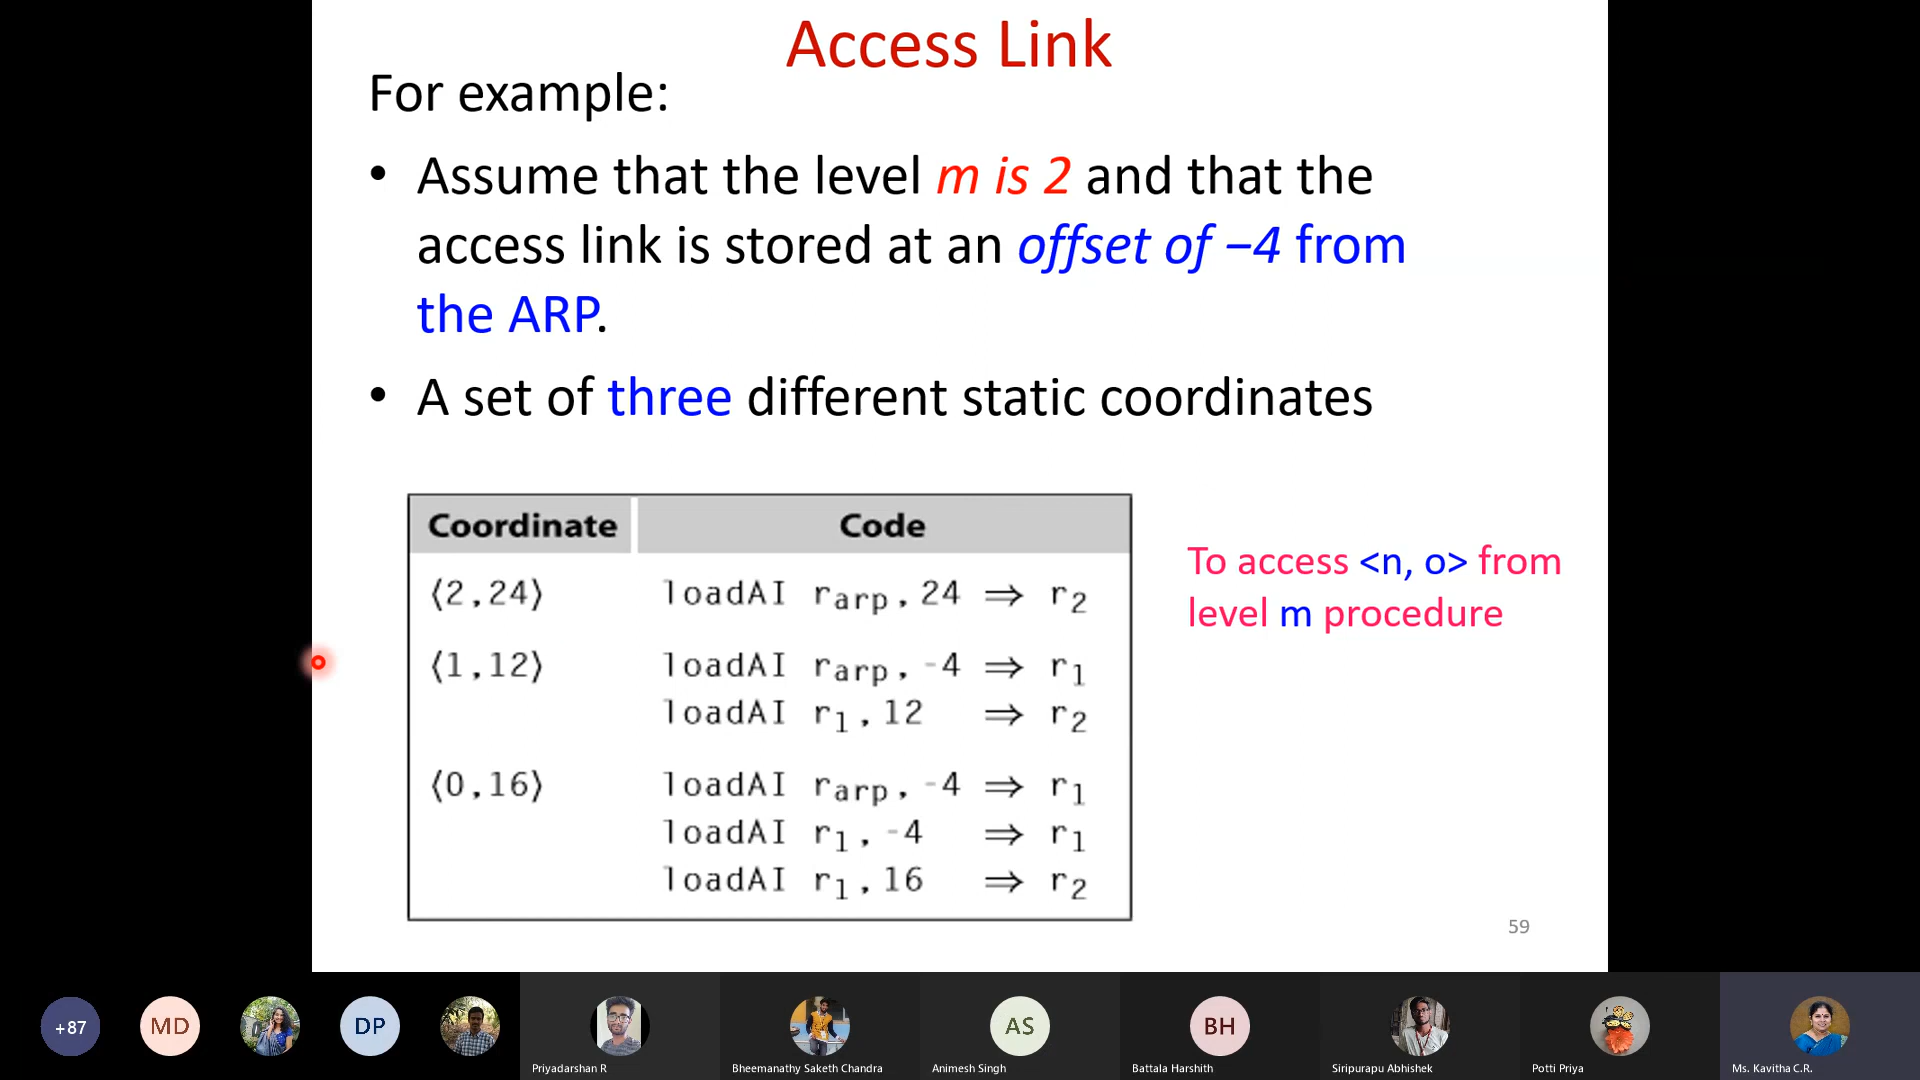 Access Link
For example:
• Assume that the level m is 2 and that the
access link is stored at an offset of −4 from
the ARP.
• A set of three different static coordinates
Coordinate Code
⟨2,24⟩ loadAI rarp, 24 ⇒ r2
⟨1,12⟩ loadAI rarp, -4 ⇒ r1
loadAI r1, 12 ⇒ r2
⟨0,16⟩ loadAI rarp, -4 ⇒ r1
loadAI r1, -4 ⇒ r1
loadAI r1, 16 ⇒ r2
To access <n, o> from
level m procedure
59
+87 MD DP AS BH
Priyadarshan R Bheemanathy Saketh Chandra Animesh Singh Battala Harshith Siripurapu Abhishek Potti Priya Ms. Kavitha C.R.